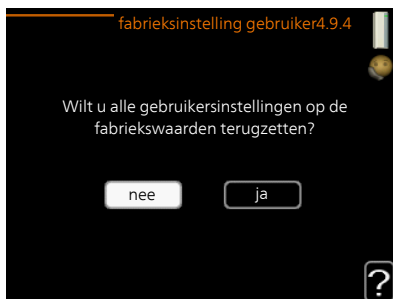 fabrieksinstelling gebruiker4.9.4
Wilt u alle gebruikersinstellingen op de
fabriekswaarden terugzetten?
nee ja
?